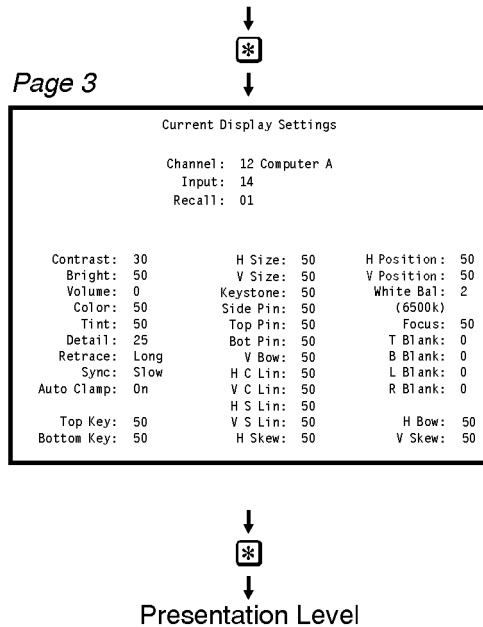 *
Page 3
Current Display Settings
Channel: 12 Computer A
Input: 14
Recall: 01
Contrast: 30 H Size: 50 H Position: 50
Bright: 50 V Size: 50 V Position: 50
Volume: 0 Keystone: 50 White Bal: 2
Color: 50 Side Pin: 50 (6500k)
Tint: 50 Top Pin: 50 Focus: 50
Detail: 25 Bot Pin: 50 T Blank: 0
Retrace: Long V Bow: 50 B Blank: 0
Sync: Slow H C Lin: 50 L Blank: 0
Auto Clamp: On V C Lin: 50 R Blank: 0
H S Lin: 50
Top Key: 50 V S Lin: 50 H Bow: 50
Bottom Key: 50 H Skew: 50 V Skew: 50
*
Presentation Level